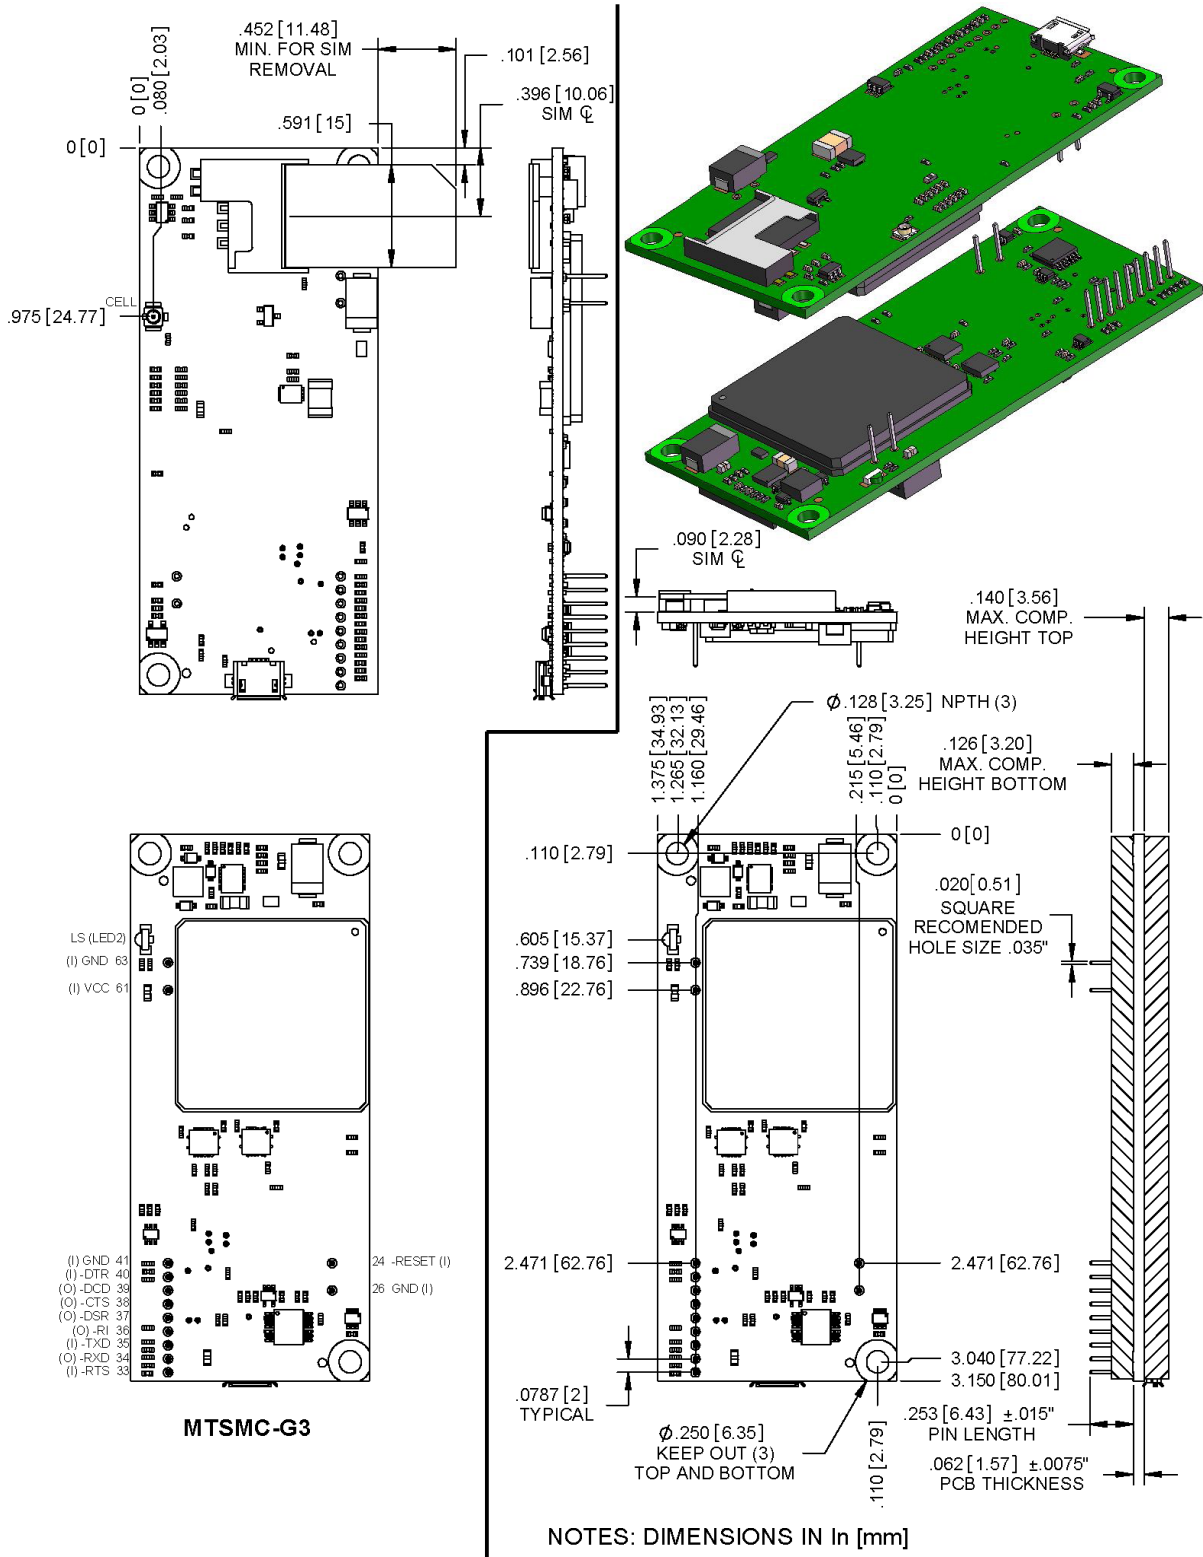 .452 [11.48]
MIN. FOR SIM
REMOVAL
0 [0]
.080 [2.03]
.101 [2.56]
.396 [10.06]
SIM ℄
.591 [15]
0 [0]
CELL
.975 [24.77]
.090 [2.28]
SIM ℄
.140 [3.56]
MAX. COMP.
HEIGHT TOP
Ø .128 [3.25] NPTH (3)
.126 [3.20]
MAX. COMP.
HEIGHT BOTTOM
1.375 [34.93]
1.265 [32.13]
1.160 [29.46]
.215 [5.46]
.110 [2.79]
0 [0]
0 [0]
.110 [2.79]
.020 [0.51]
SQUARE
RECOMENDED
HOLE SIZE .035"
.605 [15.37]
.739 [18.76]
.896 [22.76]
LS (LED2)
(I) GND 63
(I) VCC 61
(I) GND 41
(I) -DTR 40
(O) -DCD 39
(O) -CTS 38
(O) -DSR 37
(O) -RI 36
(I) -TXD 35
(O) -RXD 34
(I) -RTS 33
24 -RESET (I)
26 GND (I)
MTSMC-G3
2.471 [62.76]
2.471 [62.76]
.0787 [2]
TYPICAL
3.040 [77.22]
3.150 [80.01]
Ø .250 [6.35]
KEEP OUT (3)
TOP AND BOTTOM
.110 [2.79]
.253 [6.43] ±.015"
PIN LENGTH
.062 [1.57] ±.0075"
PCB THICKNESS
NOTES: DIMENSIONS IN In [mm]